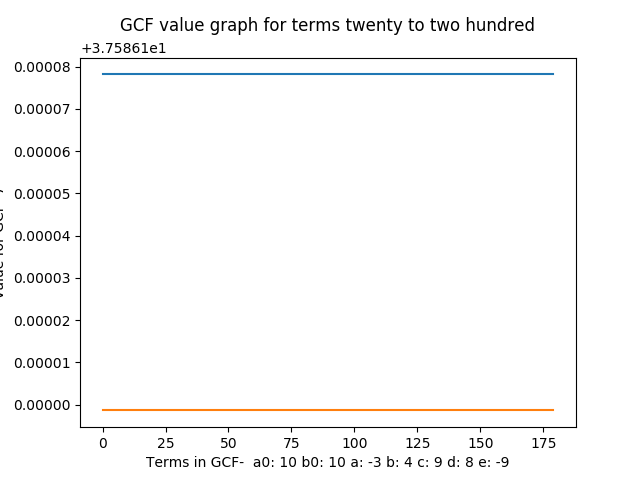 GCF value graph for terms twenty to two hundred
+3.75861e1
0.00008
0.00007
0.00006
0.00005
0.00004
0.00003
0.00002
0.00001
0.00000
0 25 50 75 100 125 150 175
Terms in GCF- a0: 10 b0: 10 a: -3 b: 4 c: 9 d: 8 e: -9